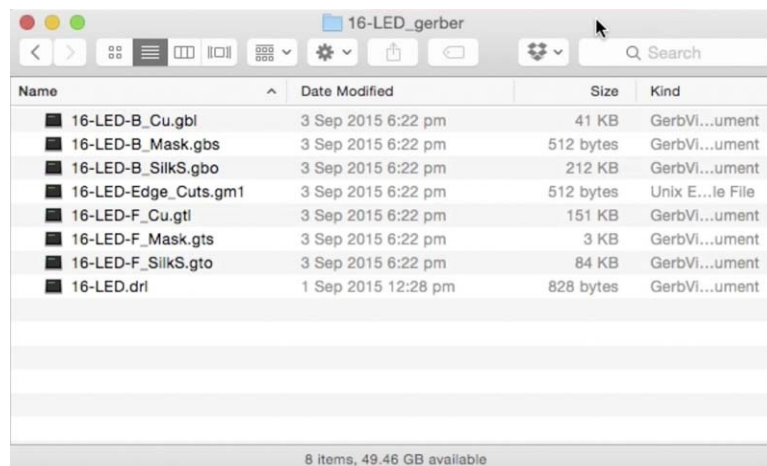 16-LED_gerber
Search
Name Date Modified Size Kind
16-LED-B_Cu.gbl 3 Sep 2015 6:22 pm 41 KB GerbVi...ument
16-LED-B_Mask.gbs 3 Sep 2015 6:22 pm 512 bytes GerbVi...ument
16-LED-B_SilkS.gbo 3 Sep 2015 6:22 pm 212 KB GerbVi...ument
16-LED-Edge_Cuts.gm1 3 Sep 2015 6:22 pm 512 bytes Unix E...le File
16-LED-F_Cu.gtl 3 Sep 2015 6:22 pm 151 KB GerbVi...ument
16-LED-F_Mask.gts 3 Sep 2015 6:22 pm 3 KB GerbVi...ument
16-LED-F_SilkS.gto 3 Sep 2015 6:22 pm 84 KB GerbVi...ument
16-LED.drl 1 Sep 2015 12:28 pm 828 bytes GerbVi...ument
8 items, 49.46 GB available